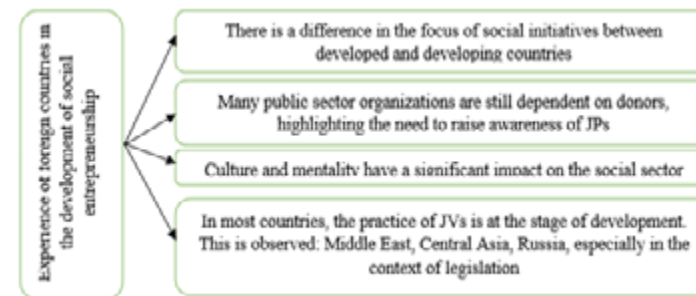 Experience of foreign countries in
the development of social
entrepreneurship
There is a difference in the focus of social initiatives between
developed and developing countries
Many public sector organizations are still dependent on donors,
highlighting the need to raise awareness of JPs
Culture and mentality have a significant impact on the social sector
In most countries, the practice of JVs is at the stage of development.
This is observed: Middle East, Central Asia, Russia, especially in the
context of legislation